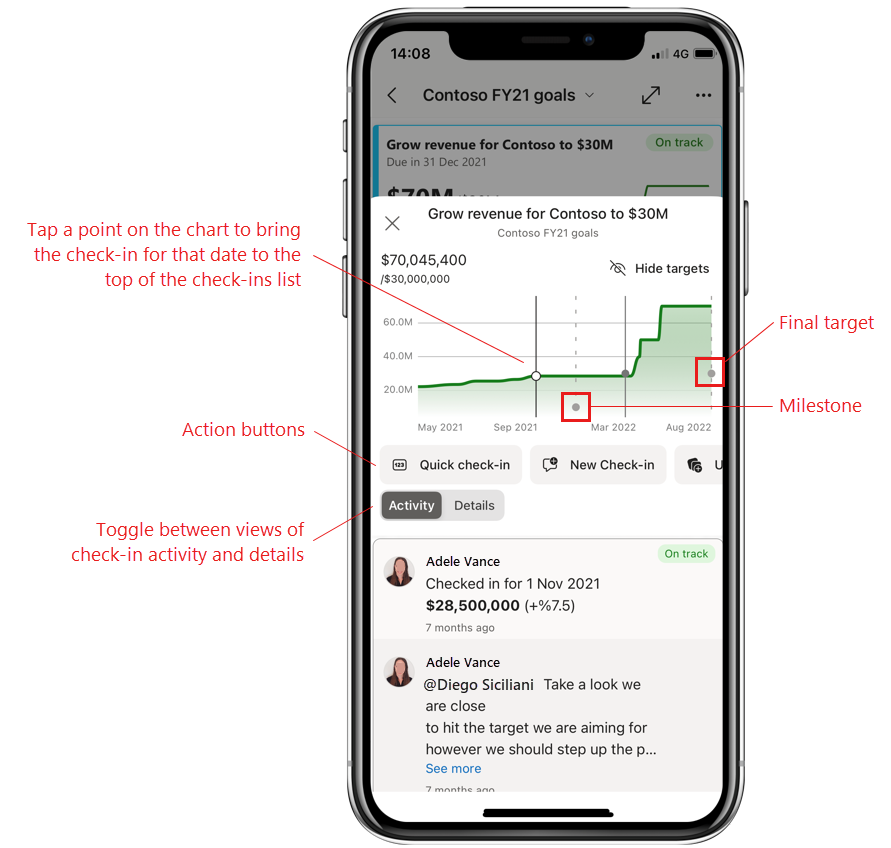 14:08
4G
Contoso FY21 goals
Grow revenue for Contoso to $30M
On track
Due in 31 Dec 2021
$70M
Grow revenue for Contoso to $30M
Contoso FY21 goals
Tap a point on the chart to bring
the check-in for that date to the
top of the check-ins list
$70,045,400
/$30,000,000
Hide targets
60.0M
40.0M
20.0M
May 2021
Sep 2021
Mar 2022
Aug 2022
Final target
Milestone
Action buttons
123
Quick check-in
New Check-in
U
Activity
Details
Toggle between views of
check-in activity and details
Adele Vance
On track
Checked in for 1 Nov 2021
$28,500,000 (+%7.5)
7 months ago
Adele Vance
@Diego Siciliani Take a look we
are close
to hit the target we are aiming for
however we should step up the p...
See more
7 months ago